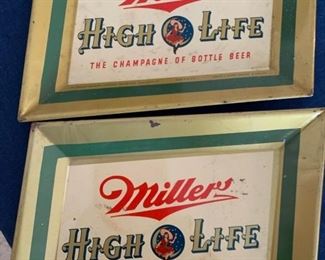 HIGH LIFE
THE CHAMPAGNE OF BOTTLE BEER
Miller
HIGH LIFE